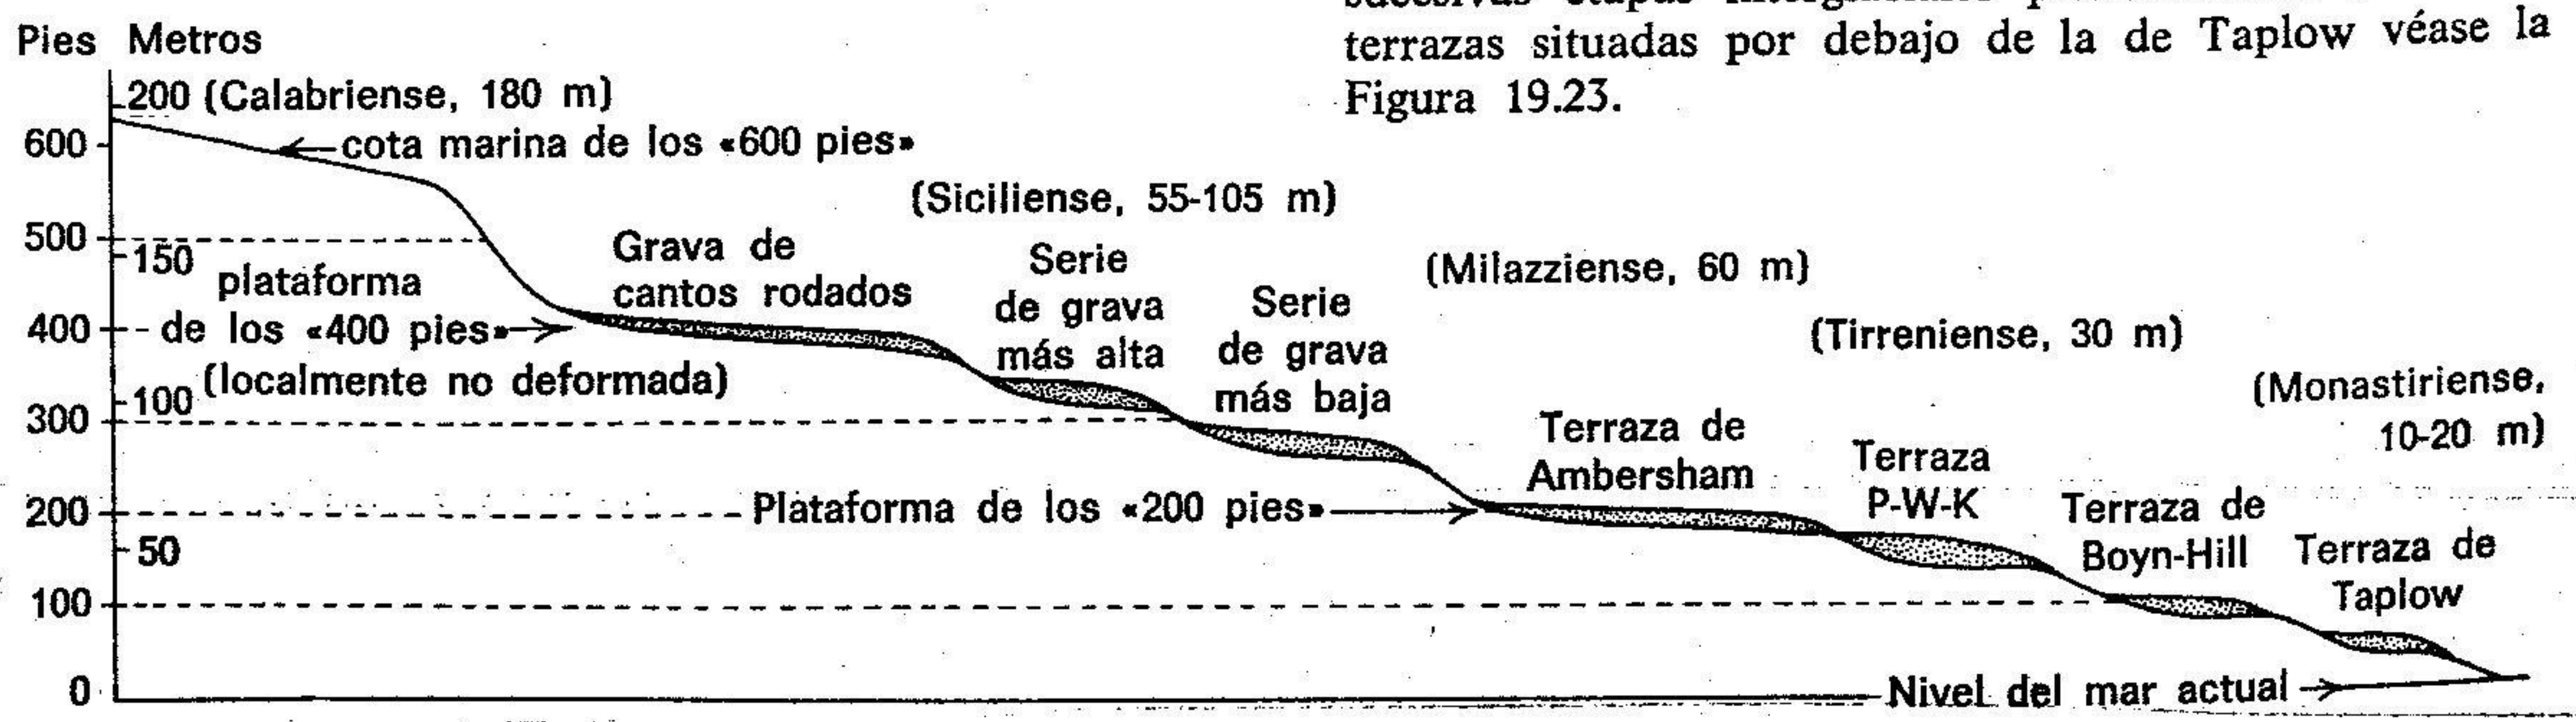 terrazas situadas por debajo de la de Taplow véase la
Figura 19.23.
Pies Metros
200 (Calabriense, 180 m)
600
cota marina de los «600 pies»
(Siciliense, 55-105 m)
500
150
Grava de
cantos rodados
Serie
de grava
más alta
(Milazziense, 60 m)
plataforma
400
de los «400 pies»
(localmente no deformada)
Serie
de grava
más baja
(Tirreniense, 30 m)
100
300
(Monastiriense,
10-20 m)
Terraza de
Ambersham
Terraza
P-W-K
200
Plataforma de los «200 pies»
Terraza de
Boyn-Hill
Terraza de
Taplow
50
100
0
Nivel del mar actual